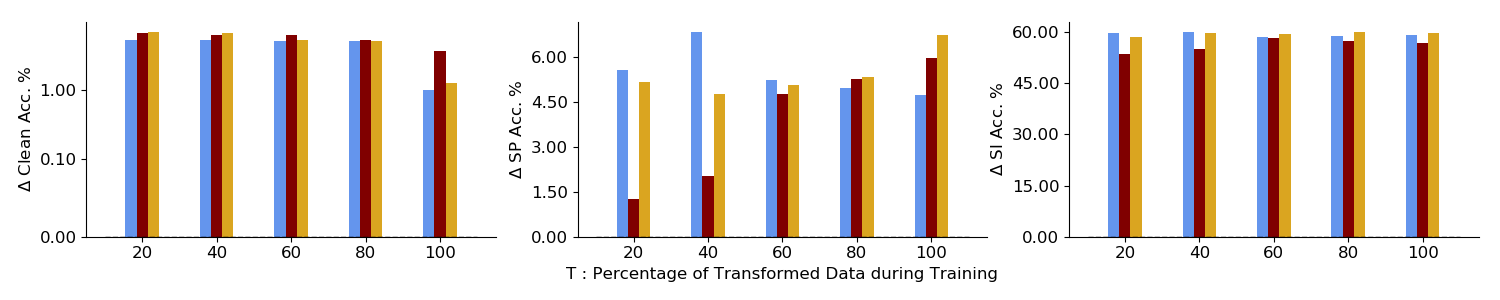 Δ Clean Acc. %
1.00
0.10
0.00
20 40 60 80 100
Δ SP Acc. %
6.00
4.50
3.00
1.50
0.00
20 40 60 80 100
Δ SI Acc. %
60.00
45.00
30.00
15.00
0.00
20 40 60 80 100
T : Percentage of Transformed Data during Training